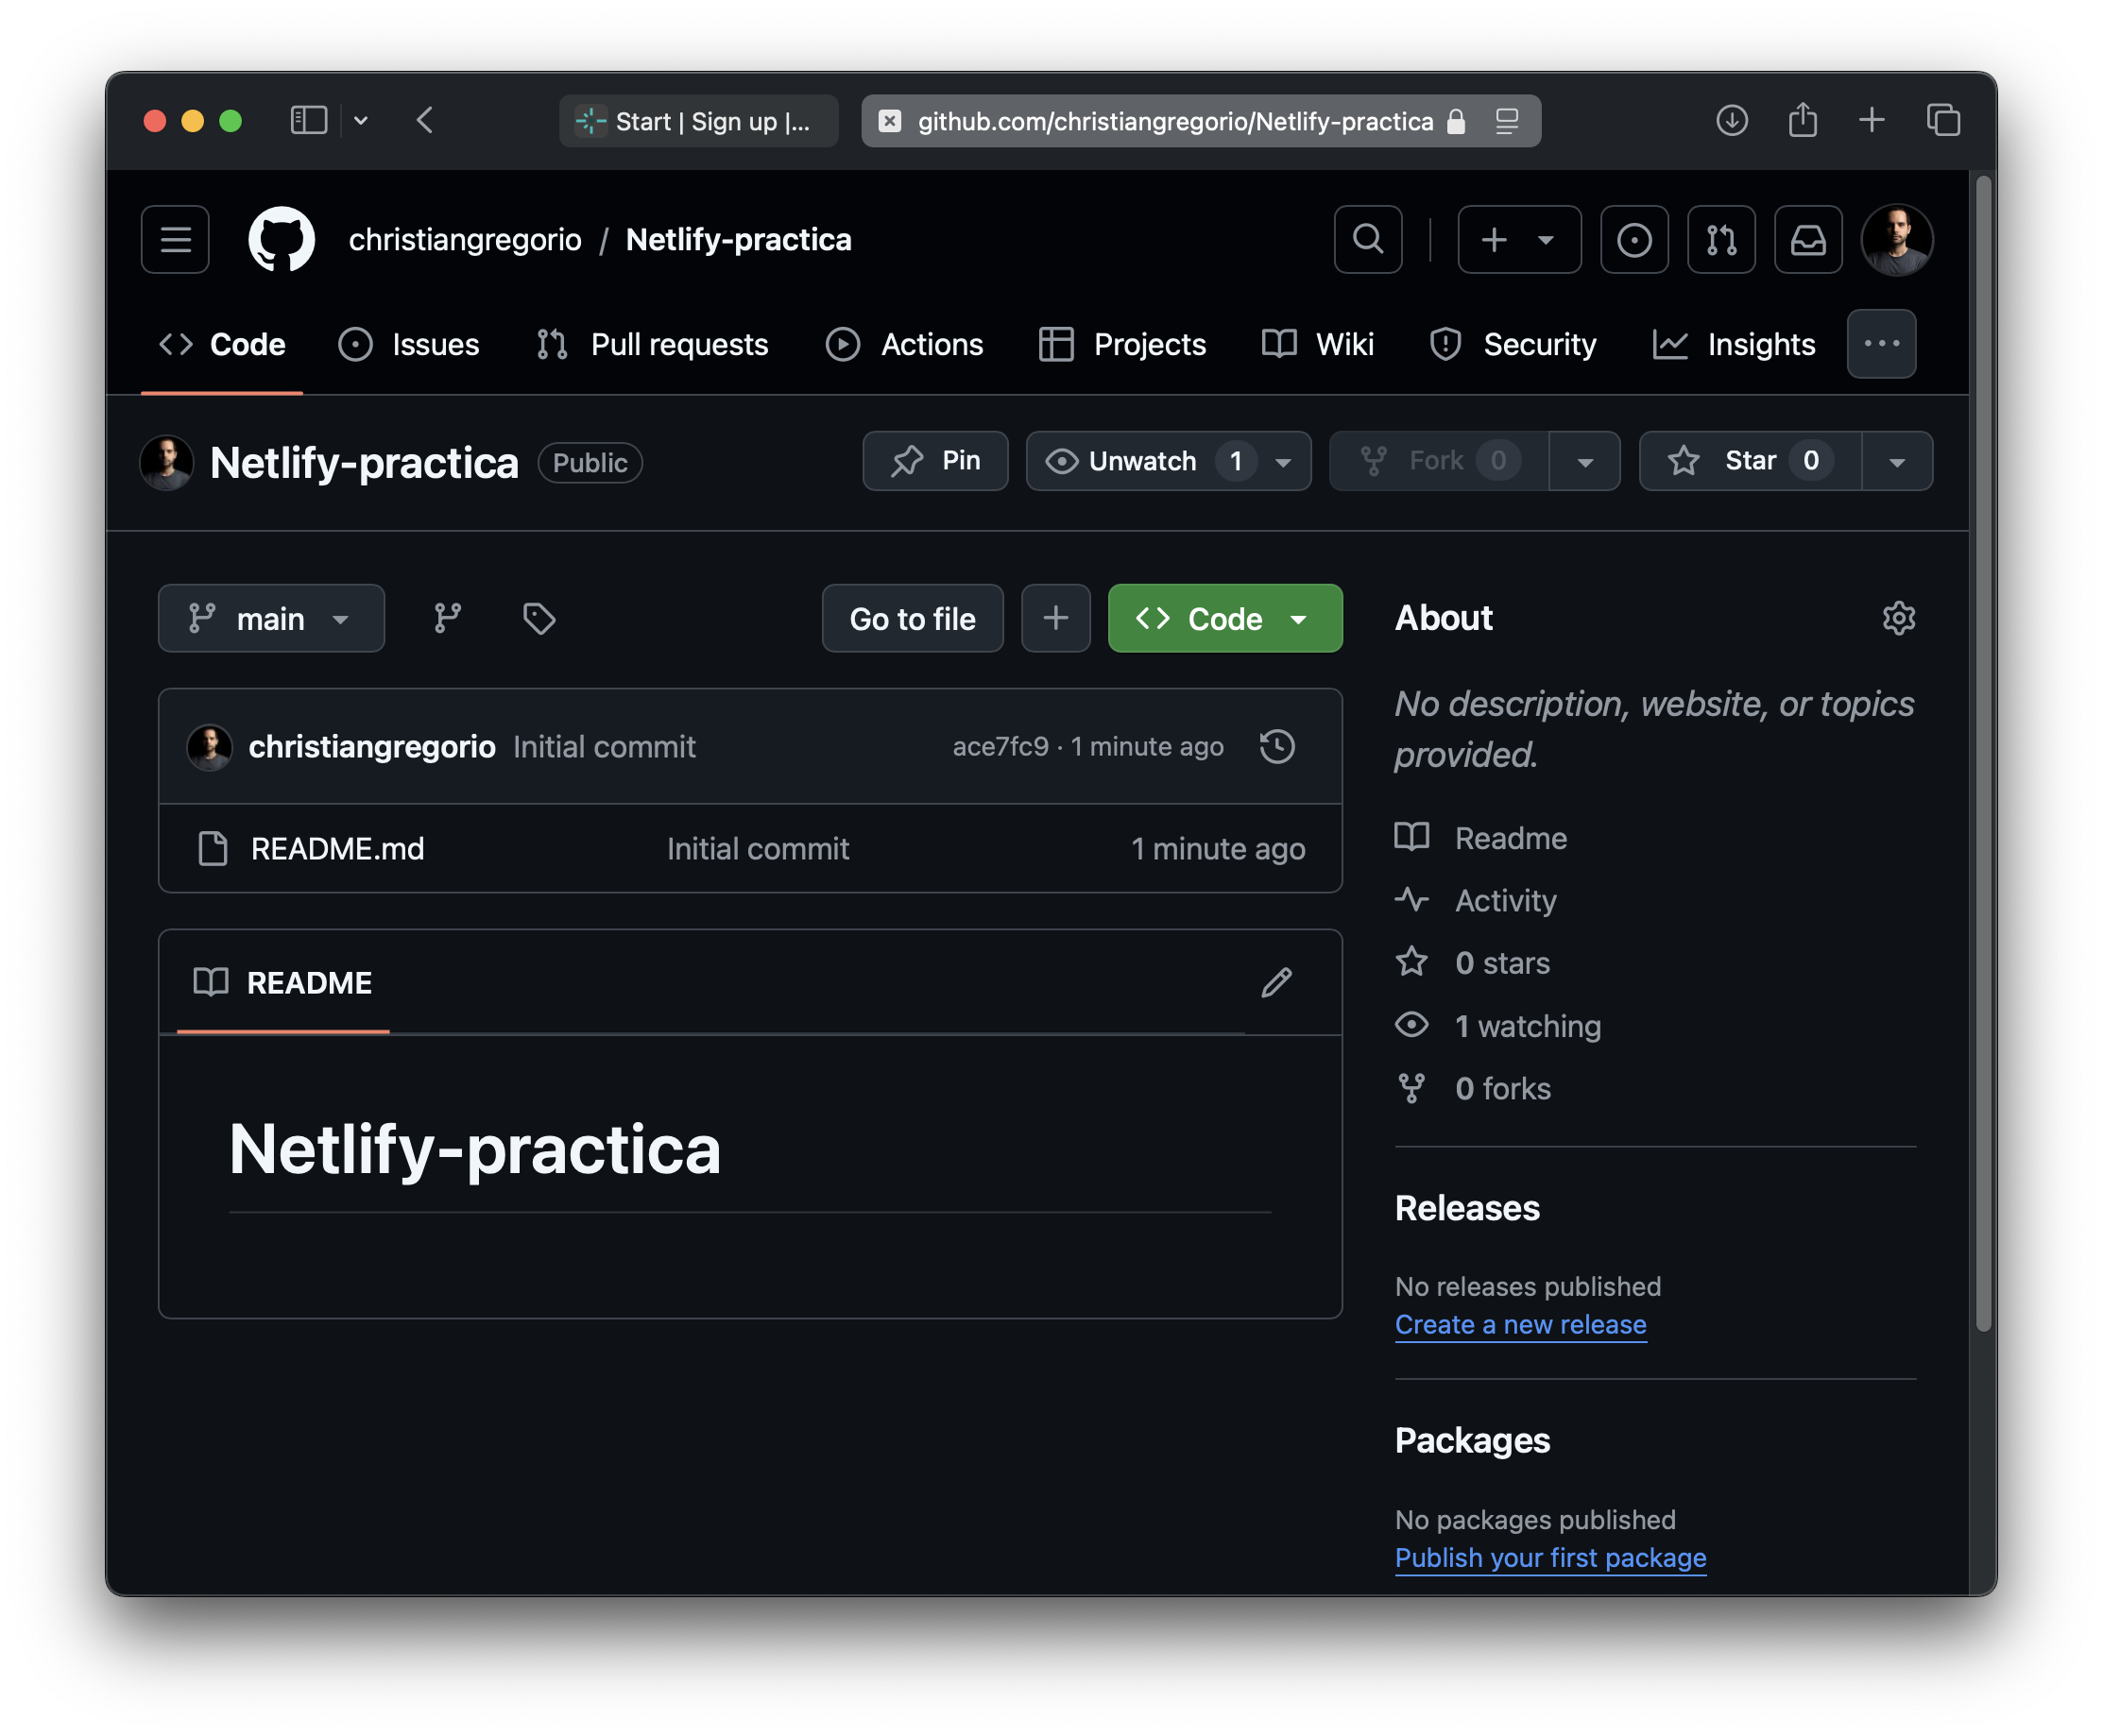 Start | Sign up |...
github.com/christiangregorio/Netlify-practica
christiangregorio / Netlify-practica
Code Issues Pull requests Actions Projects Wiki Security Insights
Netlify-practica Public Pin Unwatch 1 Fork 0 Star 0
main Go to file Code
christiangregorio Initial commit ace7fc9 · 1 minute ago
README.md Initial commit 1 minute ago
README
Netlify-practica
About
No description, website, or topics
provided.
Readme
Activity
0 stars
1 watching
0 forks
Releases
No releases published
Create a new release
Packages
No packages published
Publish your first package